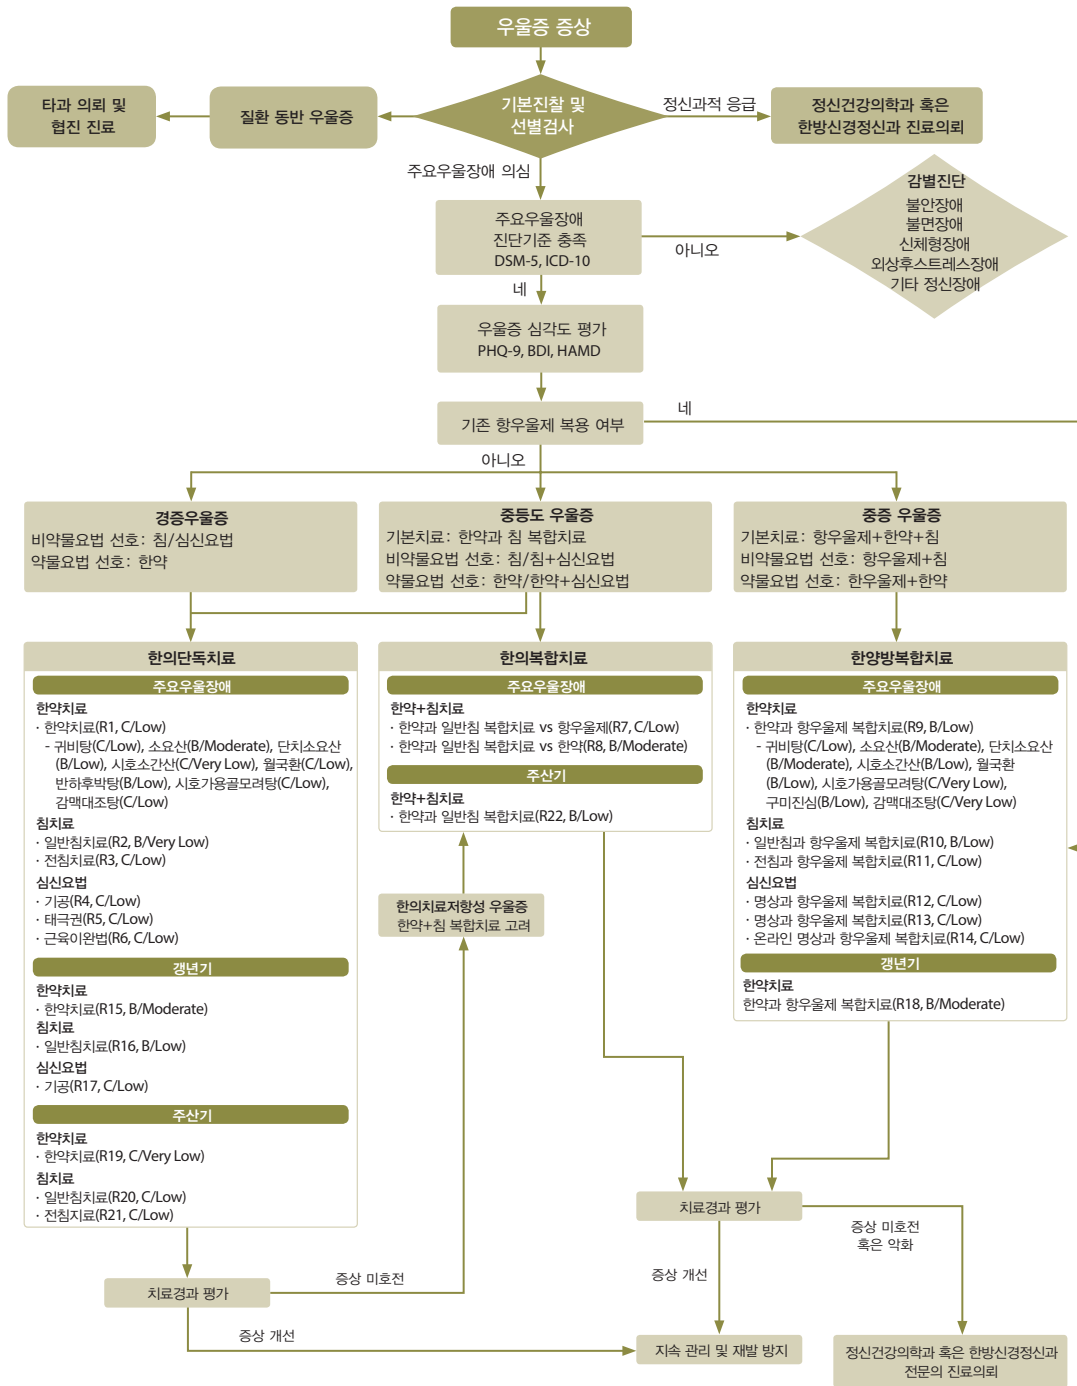 우울증 증상
타과 의뢰 및
협진 진료
질환 동반 우울증
기본진찰 및
선별검사
정신과적 응급
정신건강의학과 혹은
한방신경정신과 진료의뢰
주요우울장애 의심
주요우울장애
진단기준 충족
DSM-5, ICD-10
아니오
감별진단
불안장애
불면장애
신체형장애
외상후스트레스장애
기타 정신장애
네
우울증 심각도 평가
PHQ-9, BDI, HAMD
기존 항우울제 복용 여부
네
아니오
경증우울증
비약물요법 선호: 침/심신요법
약물요법 선호: 한약
중등도 우울증
기본치료: 한약과 침 복합치료
비약물요법 선호: 침/침+심신요법
약물요법 선호: 한약/한약+심신요법
중증 우울증
기본치료: 항우울제+한약+침
비약물요법 선호: 항우울제+침
약물요법 선호: 한우울제+한약
한의단독치료
주요우울장애
한약치료
· 한약치료(R1, C/Low)
- 귀비탕(C/Low), 소요산(B/Moderate), 단치소요산
(B/Low), 시호소간산(C/Very Low), 월국환(C/Low),
반하후박탕(B/Low), 시호가용골모려탕(C/Low),
감맥대조탕(C/Low)
침치료
· 일반침치료(R2, B/Very Low)
· 전침치료(R3, C/Low)
심신요법
· 기공(R4, C/Low)
· 태극권(R5, C/Low)
· 근육이완법(R6, C/Low)
갱년기
한약치료
· 한약치료(R15, B/Moderate)
침치료
· 일반침치료(R16, B/Low)
심신요법
· 기공(R17, C/Low)
주산기
한약치료
· 한약치료(R19, C/Very Low)
침치료
· 일반침치료(R20, C/Low)
· 전침지료(R21, C/Low)
한의복합치료
주요우울장애
한약+침치료
· 한약과 일반침 복합치료 vs 항우울제(R7, C/Low)
· 한약과 일반침 복합치료 vs 한약(R8, B/Moderate)
주산기
한약+침치료
· 한약과 일반침 복합치료(R22, B/Low)
한의치료저항성 우울증
한약+침 복합치료 고려
한양방복합치료
주요우울장애
한약치료
· 한약과 항우울제 복합치료(R9, B/Low)
- 귀비탕(C/Low), 소요산(B/Moderate), 단치소요산
(B/Moderate), 시호소간산(B/Low), 월국환
(B/Low), 시호가용골모려탕(C/Very Low),
구미진심(B/Low), 감맥대조탕(C/Very Low)
침치료
· 일반침과 항우울제 복합치료(R10, B/Low)
· 전침과 항우울제 복합치료(R11, C/Low)
심신요법
· 명상과 항우울제 복합치료(R12, C/Low)
· 명상과 항우울제 복합치료(R13, C/Low)
· 온라인 명상과 항우울제 복합치료(R14, C/Low)
갱년기
한약치료
한약과 항우울제 복합치료(R18, B/Moderate)
치료경과 평가
증상 미호전
증상 개선
치료경과 평가
증상 미호전
혹은 악화
증상 개선
지속 관리 및 재발 방지
정신건강의학과 혹은 한방신경정신과
전문의 진료의뢰